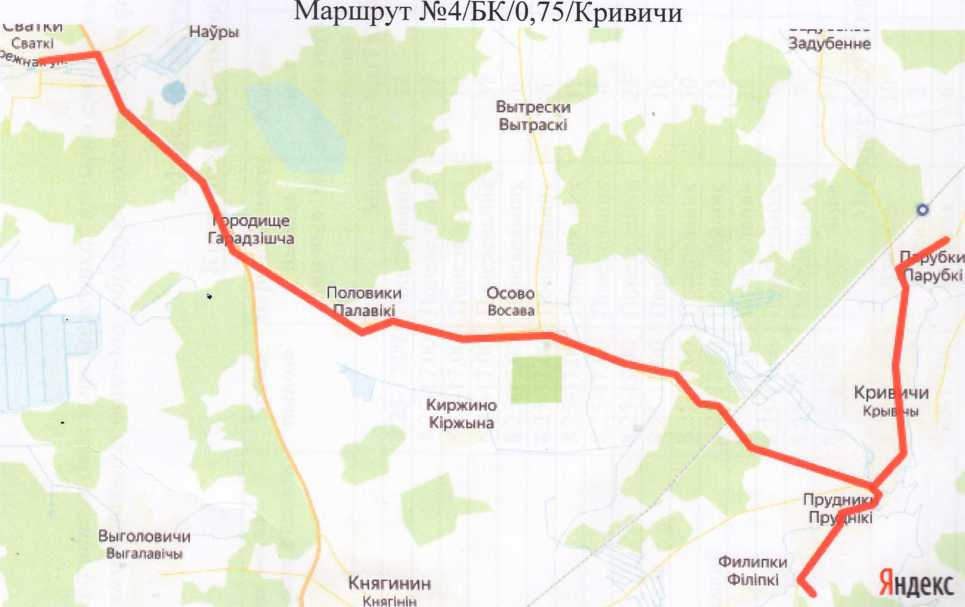 Маршрут №4/БК/0,75/Кривичи
Сватки
Сваткі
Наўры
Задубенне
Вытрески
Вытраскі
Городище
Гарадзішча
Парубки
Парубкі
Половики
Палавікі
Осово
Восава
Киржино
Кіржына
Кривичи
Крывічы
Прудники
Пруднікі
Выголовичи
Выгалавічы
Филипки
Філіпкі
Княгинин
Княгінін
Яндекс